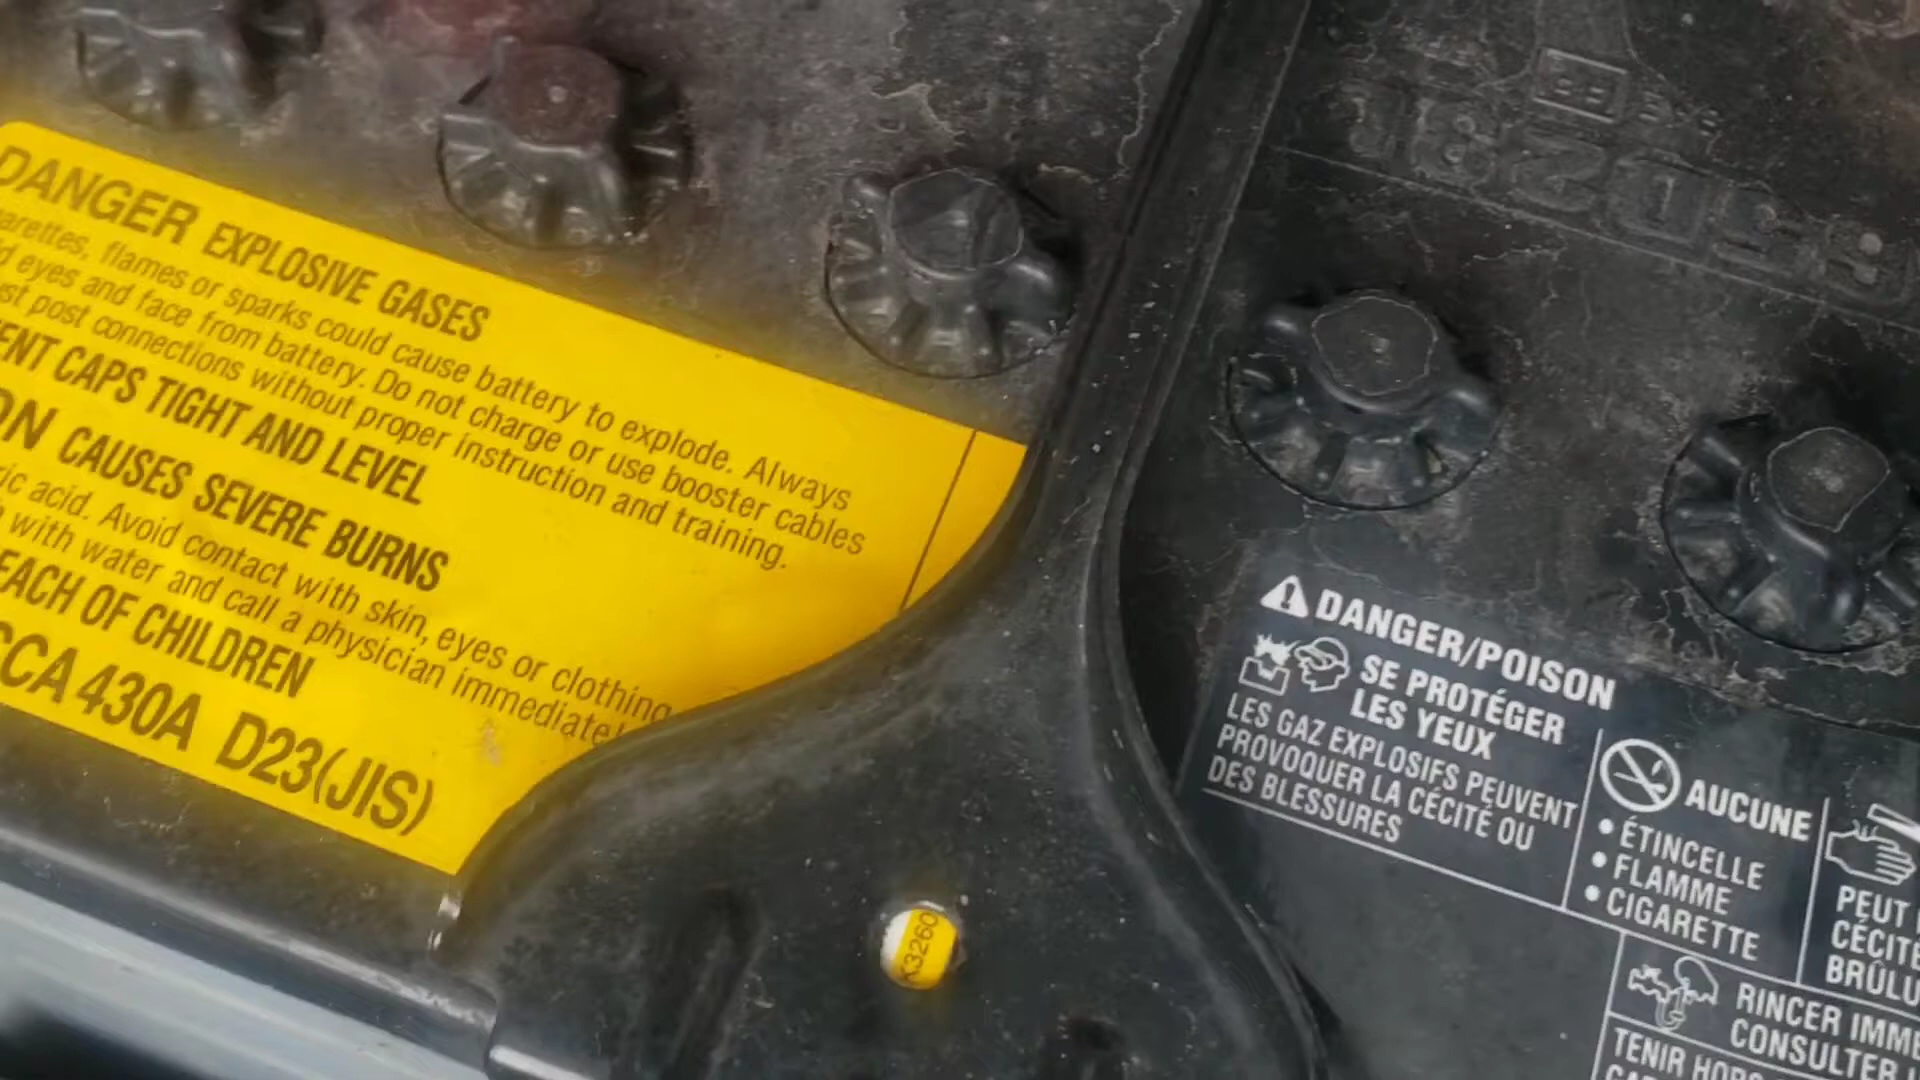 DANGER EXPLOSIVE GASES
flames or sparks could cause battery to explode. Always
eyes and face from battery. Do not charge or use booster cables
post connections without proper instruction and training.
CAPS TIGHT AND LEVEL
CAUSES SEVERE BURNS
acid. Avoid contact with skin, eyes or clothing
with water and call a physician
OF CHILDREN
CCA 430A D23(JIS)
K3260
DANGER/POISON
SE PROTÉGER
LES YEUX
LES GAZ EXPLOSIFS PEUVENT
PROVOQUER LA CÉCITÉ OU
DES BLESSURES
AUCUNE
• ÉTINCELLE
• FLAMME
• CIGARETTE
PEUT
CÉCITÉ
RINCER
CONSULTER
TENIR HORS